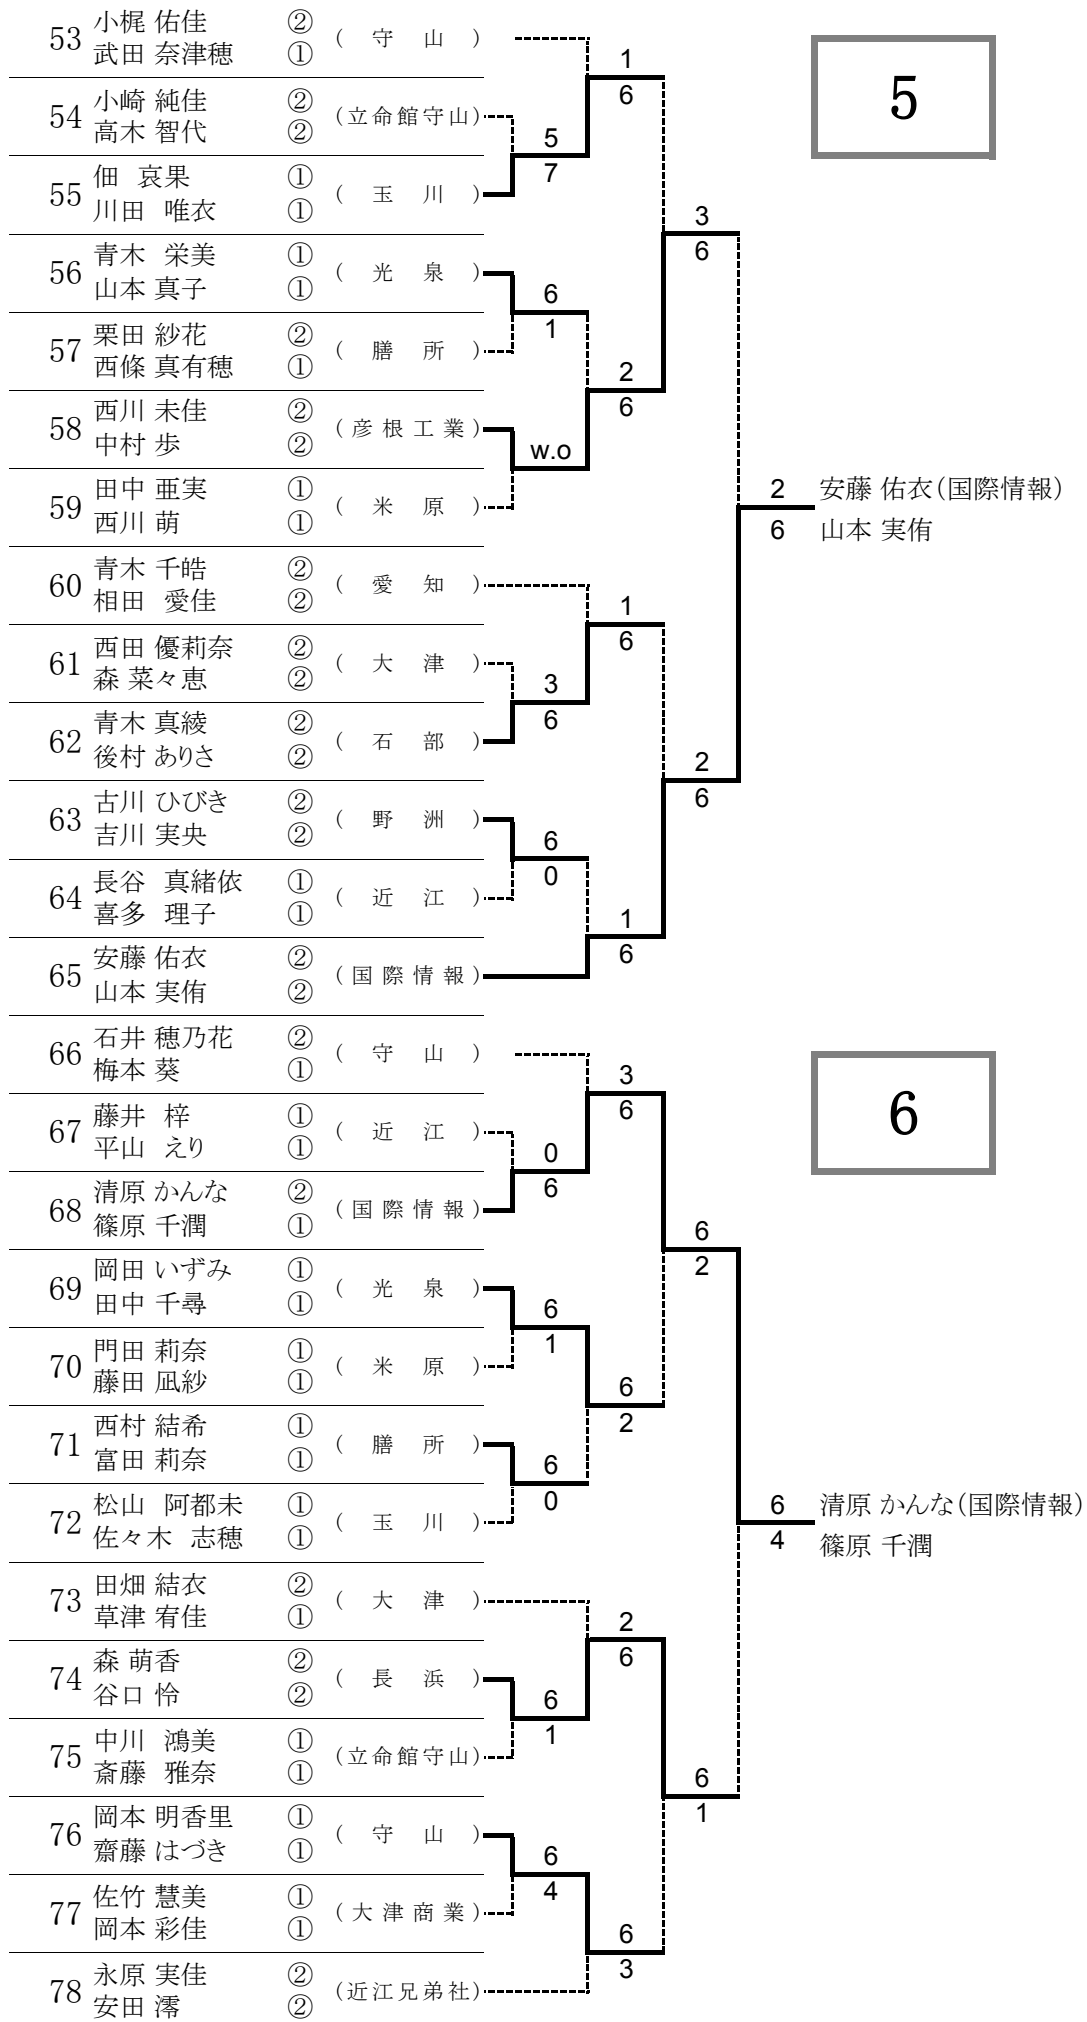 5
53 小梶 佑佳 ② ( 守 山 )
武田 奈津穂 ①
1
6
54 小崎 純佳 ② (立命館守山)
高木 智代 ②
5
7
55 佃 哀果 ① ( 玉 川 )
川田 唯衣 ①
3
6
56 青木 栄美 ① ( 光 泉 )
山本 真子 ①
6
1
57 栗田 紗花 ② ( 膳 所 )
西條 真有穂 ①
2
6
58 西川 未佳 ② (彦根工業)
中村 歩 ②
w.o
59 田中 亜実 ① ( 米 原 )
西川 萌 ①
2 安藤 佑衣(国際情報)
6 山本 実侑
60 青木 千皓 ② ( 愛 知 )
相田 愛佳 ②
1
6
61 西田 優莉奈 ② ( 大 津 )
森 菜々恵 ②
3
6
62 青木 真綾 ② ( 石 部 )
後村 ありさ ②
2
6
63 古川 ひびき ② ( 野 洲 )
吉川 実央 ②
6
0
64 長谷 真緒依 ① ( 近 江 )
喜多 理子 ①
1
6
65 安藤 佑衣 ② (国際情報)
山本 実侑 ②
6
66 石井 穂乃花 ② ( 守 山 )
梅本 葵 ①
3
6
67 藤井 梓 ① ( 近 江 )
平山 えり ①
0
6
68 清原 かんな ② (国際情報)
篠原 千潤 ①
6
2
69 岡田 いずみ ① ( 光 泉 )
田中 千尋 ①
6
1
70 門田 莉奈 ① ( 米 原 )
藤田 凪紗 ①
6
2
71 西村 結希 ① ( 膳 所 )
富田 莉奈 ①
6
0
72 松山 阿都未 ① ( 玉 川 )
佐々木 志穂 ①
6 清原 かんな(国際情報)
4 篠原 千潤
73 田畑 結衣 ② ( 大 津 )
草津 宥佳 ①
2
6
74 森 萌香 ② ( 長 浜 )
谷口 怜 ②
6
1
75 中川 鴻美 ① (立命館守山)
斎藤 雅奈 ①
6
1
76 岡本 明香里 ① ( 守 山 )
齋藤 はづき ①
6
4
77 佐竹 慧美 ① (大津商業)
岡本 彩佳 ①
6
3
78 永原 実佳 ② (近江兄弟社)
安田 澪 ②